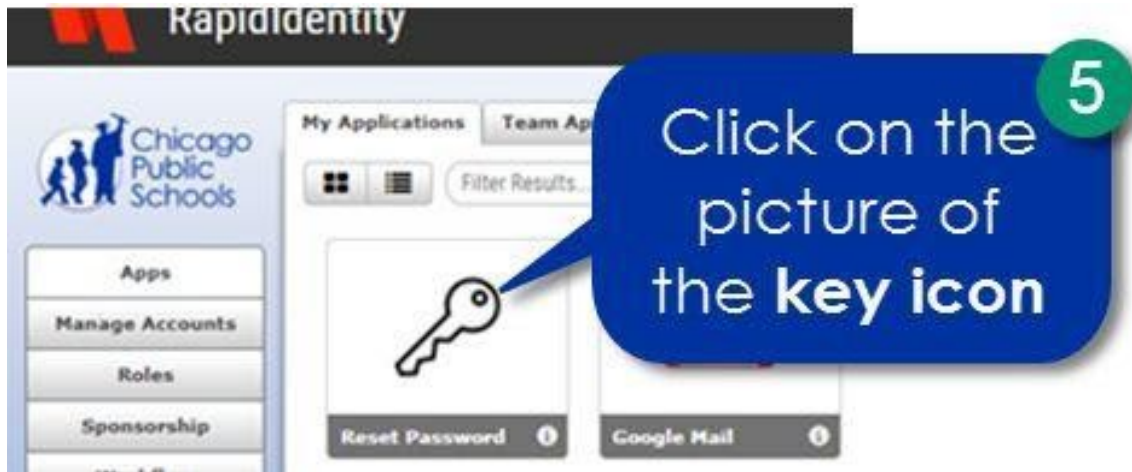 RapidIdentity
Chicago
Public
Schools
My Applications
Team Ap
Filter Results...
5
Click on the
picture of
the key icon
Apps
Manage Accounts
Roles
Sponsorship
Reset Password
Google Mail